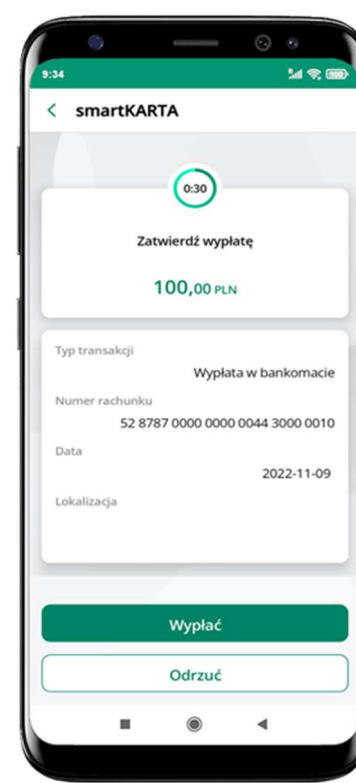 9:34
smartKARTA
0:30
Zatwierdź wypłatę
100,00 PLN
Typ transakcji
Wypłata w bankomacie
Numer rachunku
52 8787 0000 0000 0044 3000 0010
Data
2022-11-09
Lokalizacja
Wypłać
Odrzuć